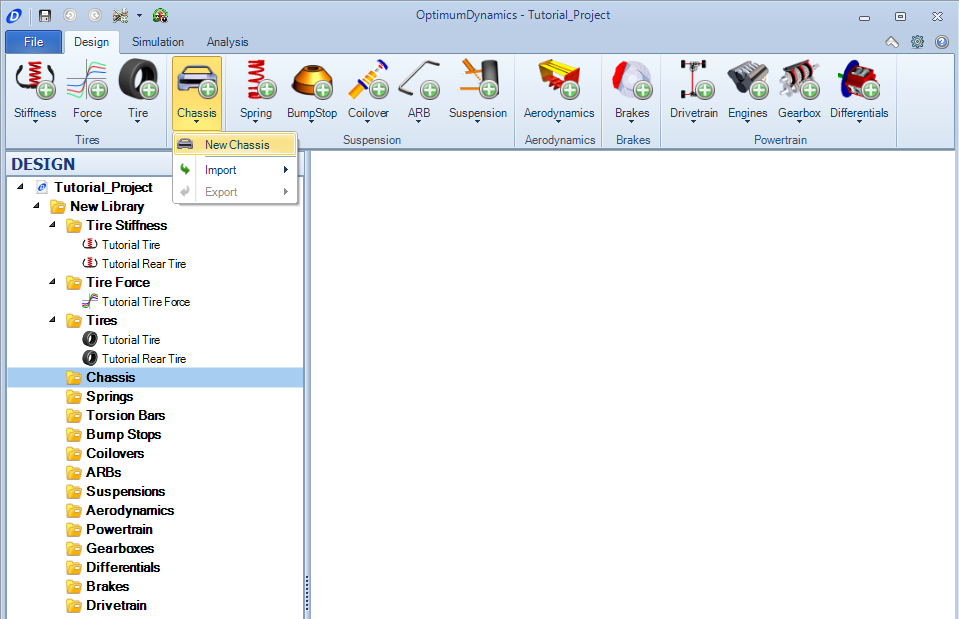 OptimumDynamics - Tutorial_Project
File Design Simulation Analysis
Stiffness Force Tire Chassis Spring BumpStop Coilover ARB Suspension Aerodynamics Brakes Drivetrain Engines Gearbox Differentials
Tires Suspension Aerodynamics Brakes Powertrain
New Chassis
Import
Export
DESIGN
Tutorial_Project
New Library
Tire Stiffness
Tutorial Tire
Tutorial Rear Tire
Tire Force
Tutorial Tire Force
Tires
Tutorial Tire
Tutorial Rear Tire
Chassis
Springs
Torsion Bars
Bump Stops
Coilovers
ARBs
Suspensions
Aerodynamics
Powertrain
Gearboxes
Differentials
Brakes
Drivetrain